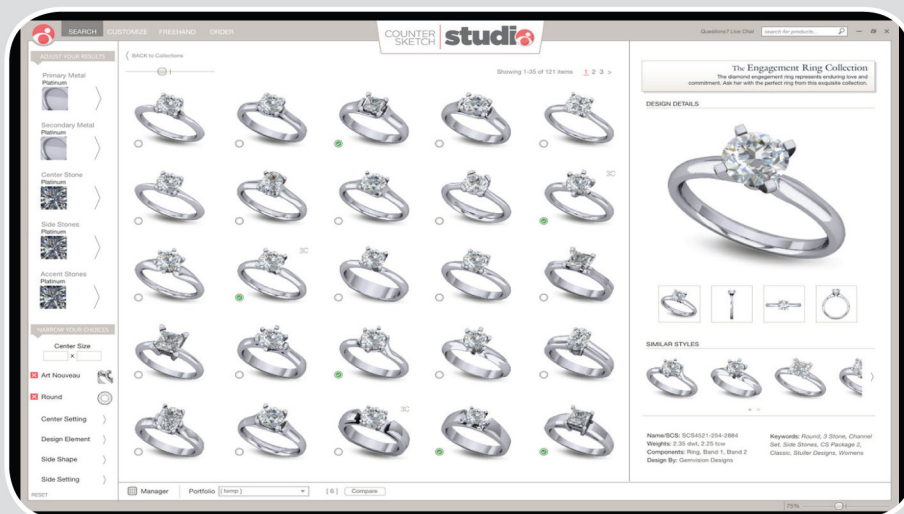 SEARCH CUSTOMIZE FREEHAND ORDER
COUNTER SKETCH studio
Questions? Live Chat search for products...
ADJUST YOUR RESULTS
Primary Metal
Platinum
Secondary Metal
Platinum
Center Stone
Platinum
Side Stones
Platinum
Accent Stones
Platinum
NARROW YOUR CHOICES
Center Size
x
Art Nouveau
Round
Center Setting
Design Element
Side Shape
Side Setting
RESET
BACK to Collections
Showing 1-35 of 121 items 1 2 3 >
3C
3C
3C
Manager Portfolio (temp) [6] Compare
The Engagement Ring Collection
The diamond engagement ring represents enduring love and
commitment. Ask her with the perfect ring from this exquisite collection.
DESIGN DETAILS
SIMILAR STYLES
Name/SCS: SCS4521-254-2884
Weights: 2.35 dwt, 2.25 tcw
Components: Ring, Band 1, Band 2
Design By: Gemvision Designs
Keywords: Round, 3 Stone, Channel
Set, Side Stones, CS Package 2,
Classic, Stuller Designs, Womens
75%